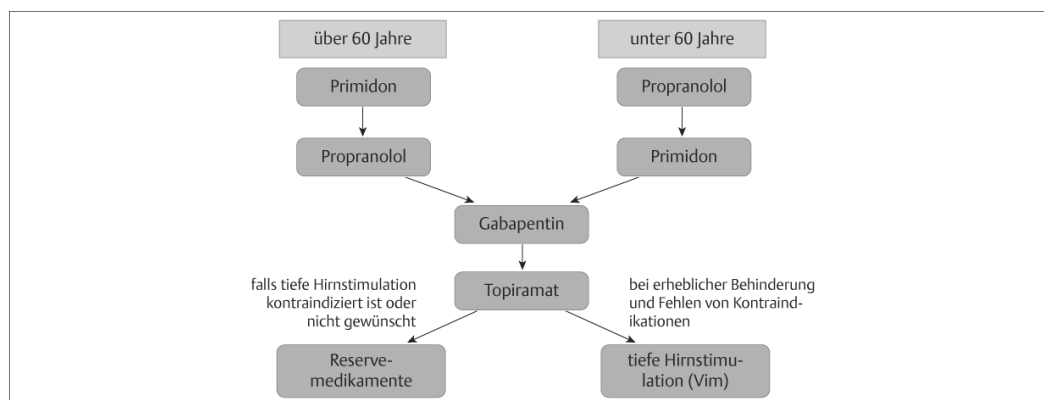 über 60 Jahre
unter 60 Jahre
Primidon
Propranolol
Propranolol
Primidon
Gabapentin
falls tiefe Hirnstimulation
kontraindiziert ist oder
nicht gewünscht
Topiramat
bei erheblicher Behinderung
und Fehlen von Kontraind-
ikationen
Reserve-
medikamente
tiefe Hirnstimu-
lation (Vim)